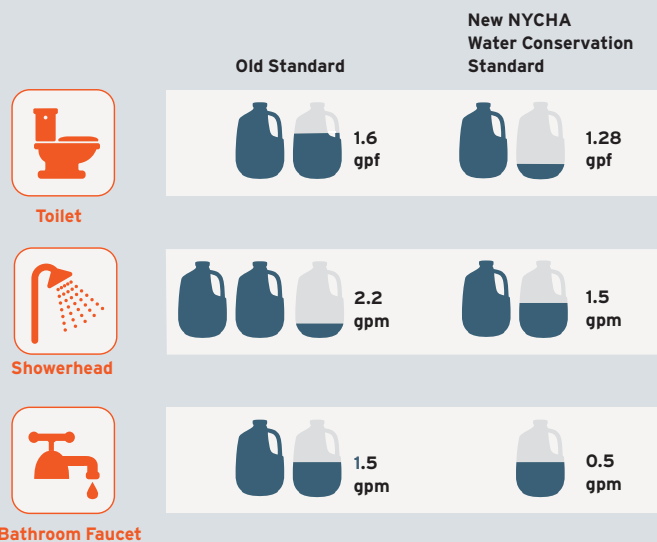 Old Standard
New NYCHA
Water Conservation
Standard
1.6
gpf
1.28
gpf
Toilet
2.2
gpm
1.5
gpm
Showerhead
1.5
gpm
0.5
gpm
Bathroom Faucet